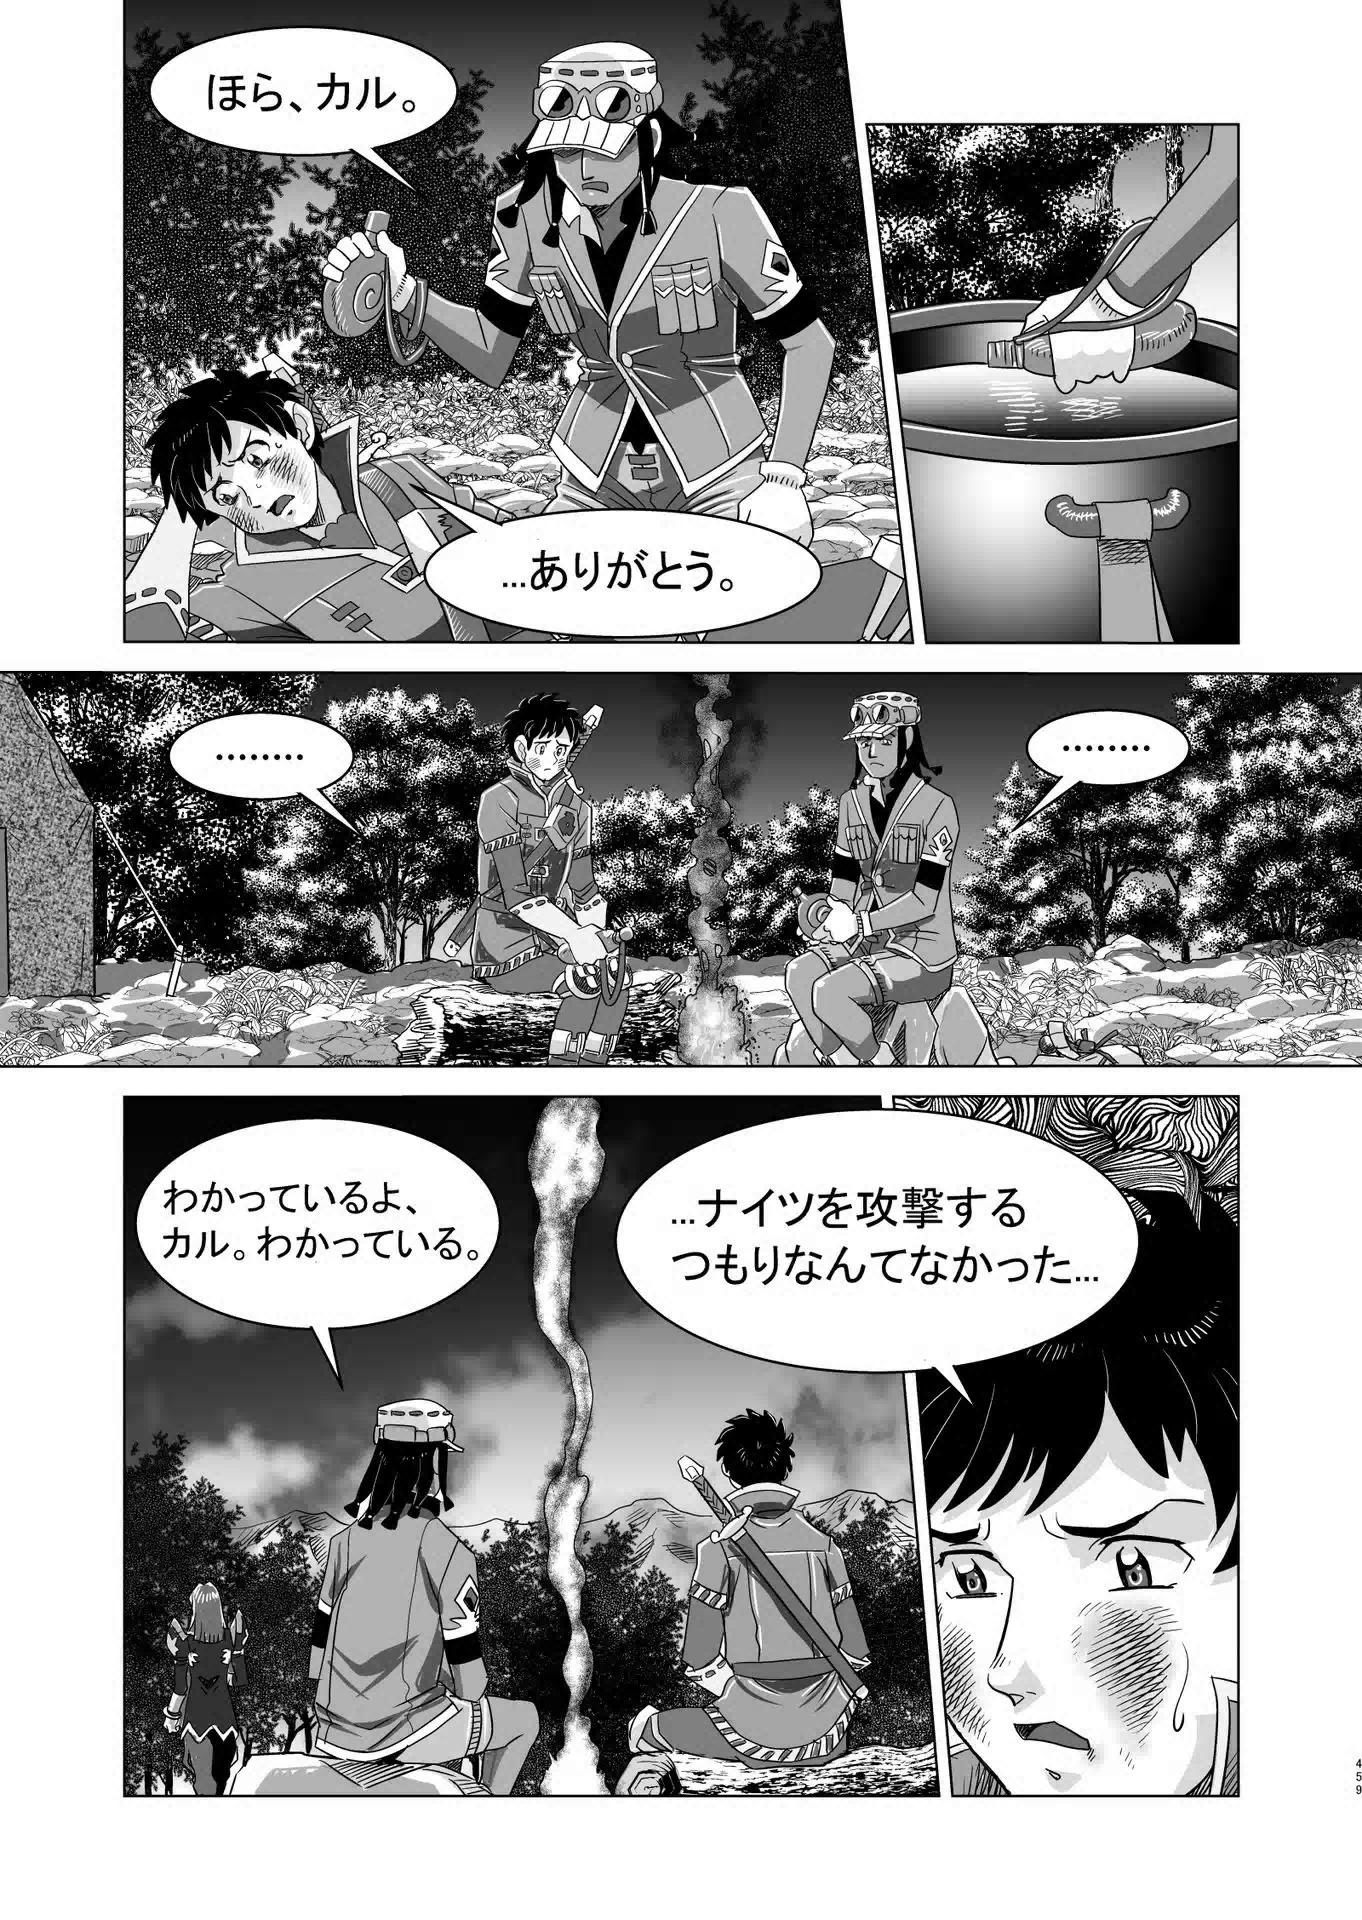 ほら、カル。
...ありがとう。
………
………
...ナイツを攻撃する
つもりなんてなかった...
わかっているよ、
カル。わかっている。
459